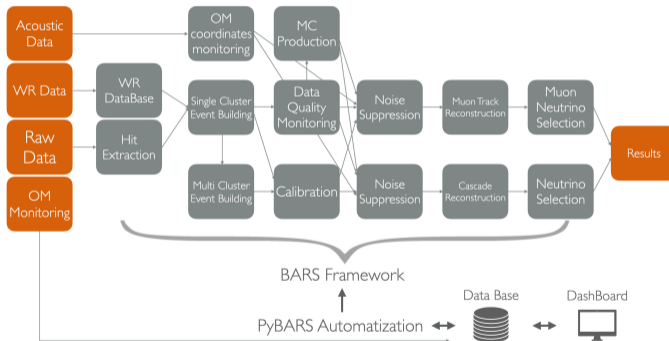 Acoustic
Data
OM
coordinates
monitoring
MC
Production
WR Data
WR
DataBase
Single Cluster
Event Building
Data
Quality
Monitoring
Noise
Suppression
Muon Track
Reconstruction
Muon
Neutrino
Selection
Raw
Data
Hit
Extraction
Results
OM
Monitoring
Multi Cluster
Event Building
Calibration
Noise
Suppression
Cascade
Reconstruction
Neutrino
Selection
BARS Framework
PyBARS Automatization
Data Base
DashBoard